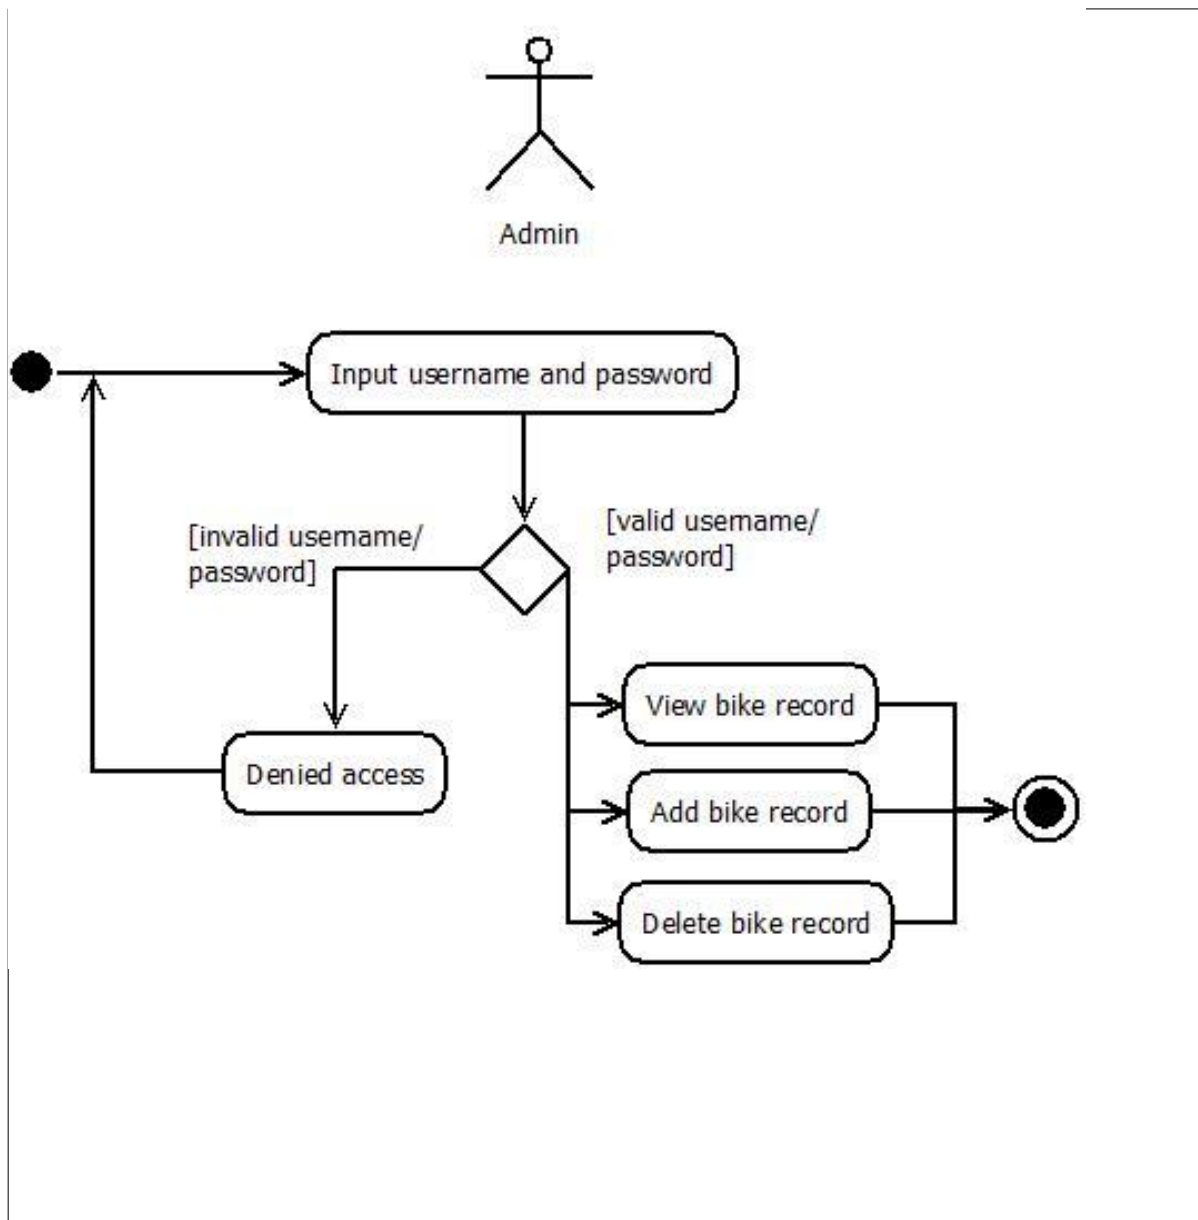 Admin
Input username and password
[invalid username/
password]
[valid username/
password]
View bike record
Denied access
Add bike record
Delete bike record